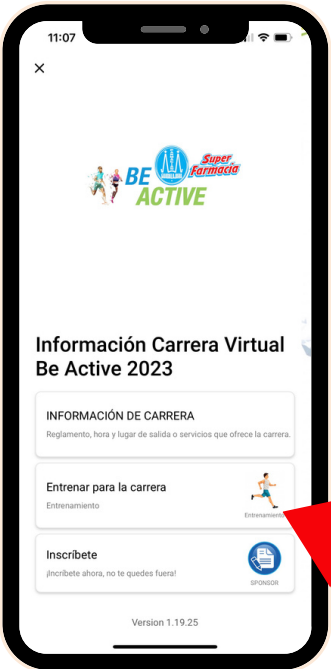 11:07
BE
Super
Farmacia
ACTIVE
Información Carrera Virtual
Be Active 2023
INFORMACIÓN DE CARRERA
Reglamento, hora y lugar de salida o servicios que ofrece la carrera.
Entrenar para la carrera
Entrenamiento
Entrenamiento
Inscríbete
¡Incríbete ahora, no te quedes fuera!
SPONSOR
Version 1.19.25